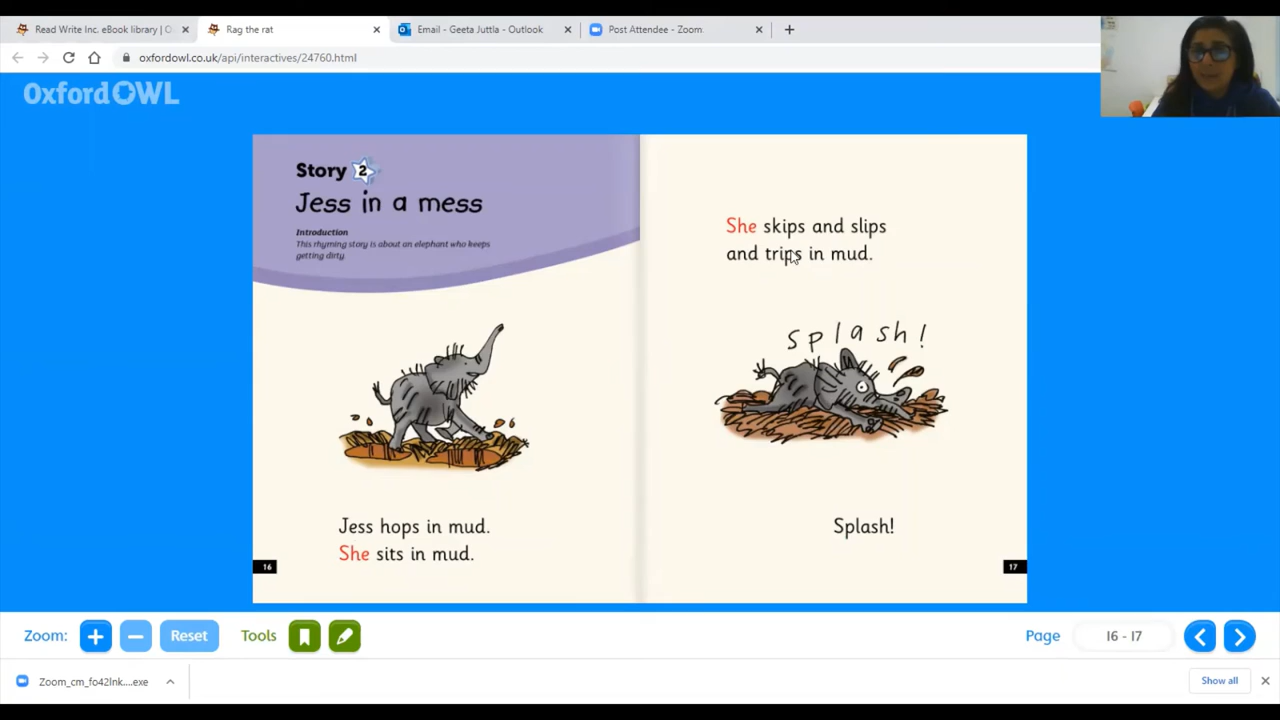 Read Write Inc. eBook library | O
Rag the rat
Email - Geeta Juttla - Outlook
Post Attendee - Zoom
oxfordowl.co.uk/api/interactives/24760.html
Oxford OWL
Story 2
Jess in a mess
Introduction
This rhyming story is about an elephant who keeps
getting dirty.
Jess hops in mud.
She sits in mud.
16
She skips and slips
and trips in mud.
splash!
Splash!
17
Zoom:
Reset
Tools
Page
16 - 17
Zoom_cm_fo42lnk....exe
Show all